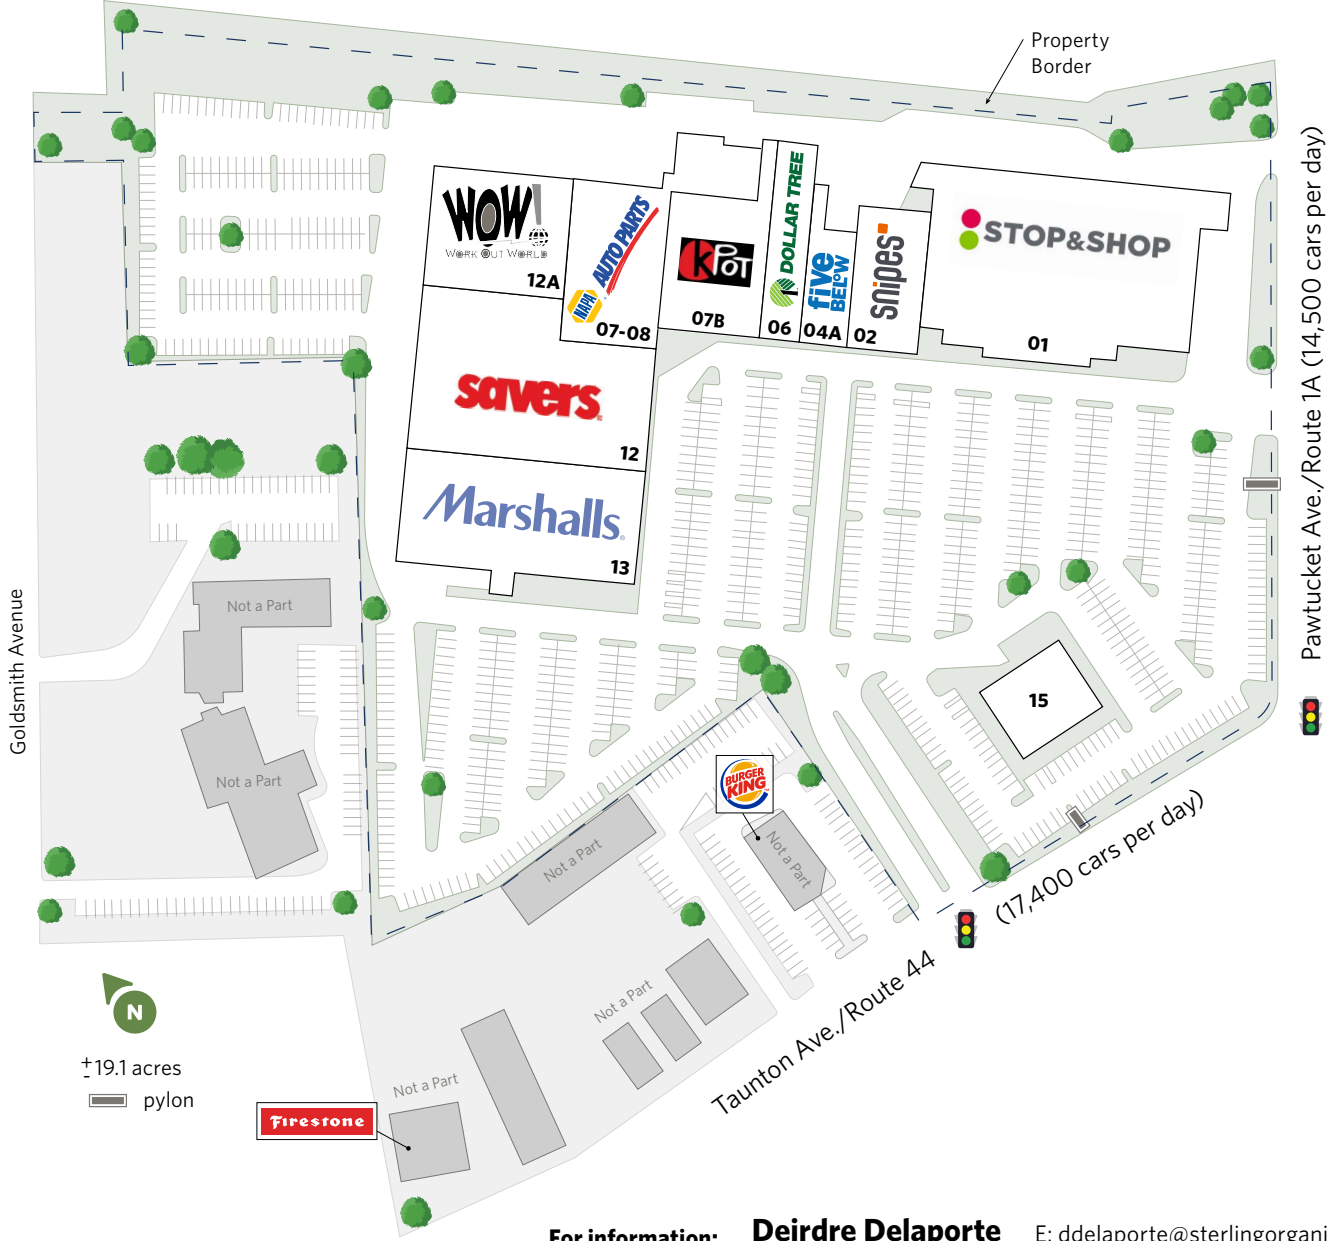 Property
Border
WOW!
WORK OUT WORLD
12A
NAPA
AUTO PARTS
07-08
KPOT
07B
DOLLAR TREE
06
five
BELOW
04A
snipes
02
STOP&SHOP
01
savers
12
Marshalls
13
15
Pawtucket Ave./Route 1A (14,500 cars per day)
Goldsmith Avenue
Not a Part
Not a Part
Not a Part
BURGER
KING
Not a Part
Not a Part
Not a Part
Firestone
Taunton Ave./Route 44
(17,400 cars per day)
N
±19.1 acres
pylon
For information:
Deirdre Delaporte
E: ddelaporte@sterlingorgani